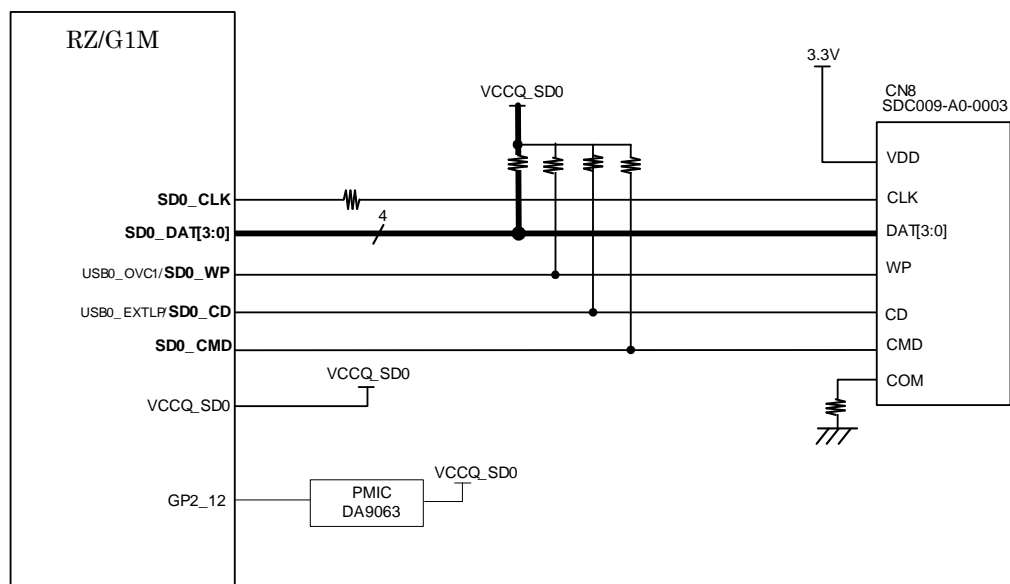 RZ/G1M
3.3V
VCCQ_SD0
CN8
SDC009-A0-0003
VDD
SD0_CLK
CLK
4
SD0_DAT[3:0]
DAT[3:0]
USB0_OVC1/SD0_WP
WP
USB0_EXTLP/SD0_CD
CD
SD0_CMD
CMD
VCCQ_SD0
COM
VCCQ_SD0
VCCQ_SD0
GP2_12
PMIC
DA9063